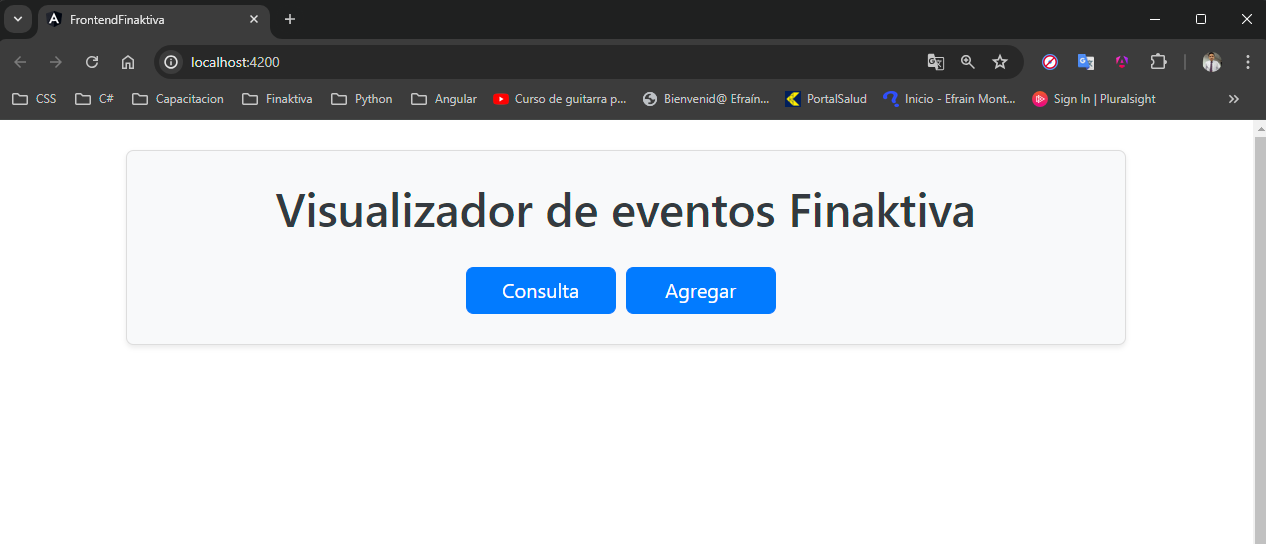 FrontendFinaktiva
localhost:4200
CSS C# Capacitacion Finaktiva Python Angular Curso de guitarra p... Bienvenid@ Efraín... PortalSalud Inicio - Efrain Mont... Sign In | Pluralsight
Visualizador de eventos Finaktiva
Consulta Agregar